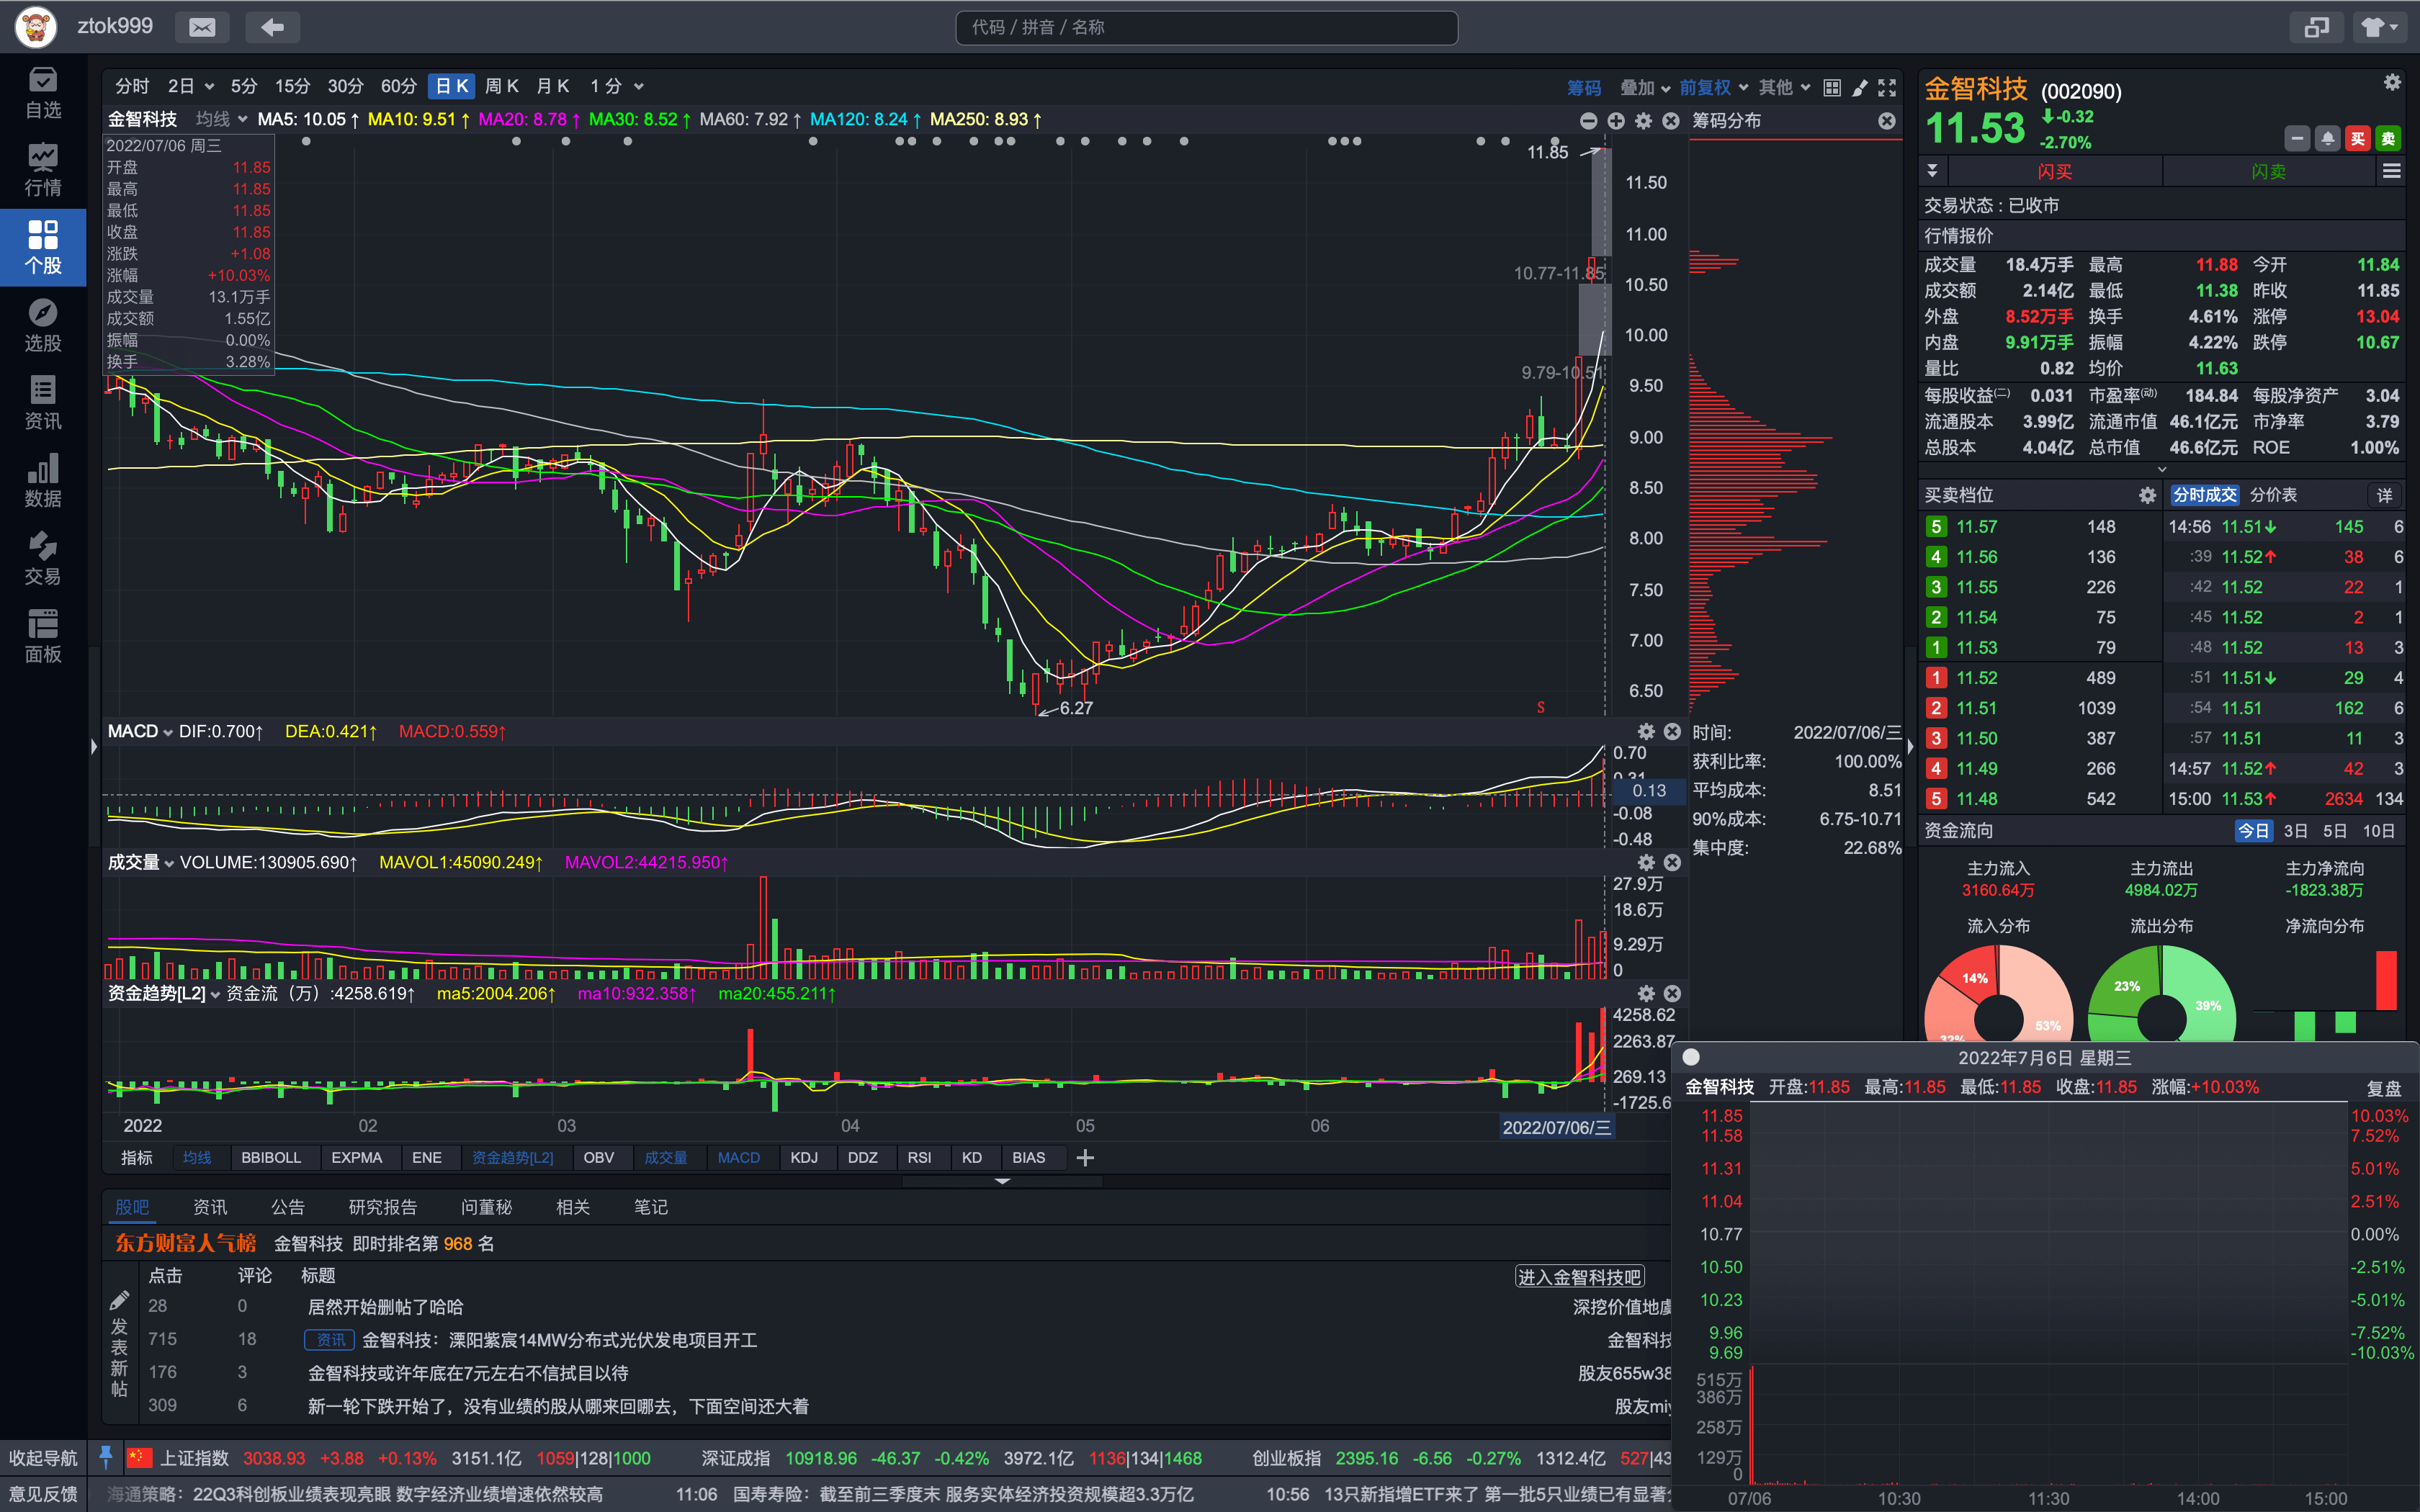 ztok999
代码 / 拼音 / 名称
自选
行情
个股
选股
资讯
数据
交易
面板
收起导航
意见反馈
分时 2日 5分 15分 30分 60分 日K 周K 月K 1分 筹码 叠加 前复权 其他
金智科技 均线 MA5: 10.05↑ MA10: 9.51↑ MA20: 8.78↑ MA30: 8.52↑ MA60: 7.92↑ MA120: 8.24↑ MA250: 8.93↑ 筹码分布
2022/07/06 周三
开盘 11.85
最高 11.85
最低 11.85
收盘 11.85
涨跌 +1.08
涨幅 +10.03%
成交量 13.1万手
成交额 1.55亿
振幅 0.00%
换手 3.28%
11.85
10.77-11.85
9.79-10.51
6.27
S
11.50
11.00
10.50
10.00
9.50
9.00
8.50
8.00
7.50
7.00
6.50
MACD DIF:0.700↑ DEA:0.421↑ MACD:0.559↑
0.70
0.31
0.13
-0.08
-0.48
成交量 VOLUME:130905.690↑ MAVOL1:45090.249↑ MAVOL2:44215.950↑
27.9万
18.6万
9.29万
0
资金趋势[L2] 资金流（万）:4258.619↑ ma5:2004.206↑ ma10:932.358↑ ma20:455.211↑
4258.62
2263.87
269.13
-1725.6
2022 02 03 04 05 06 2022/07/06/三
指标 均线 BBIBOLL EXPMA ENE 资金趋势[L2] OBV 成交量 MACD KDJ DDZ RSI KD BIAS
时间: 2022/07/06/三
获利比率: 100.00%
平均成本: 8.51
90%成本: 6.75-10.71
集中度: 22.68%
股吧 资讯 公告 研究报告 问董秘 相关 笔记
东方财富人气榜 金智科技 即时排名第 968 名
发表新帖
点击 评论 标题 进入金智科技吧
28 0 居然开始删帖了哈哈 深挖价值地虞
715 18 资讯 金智科技：溧阳紫宸14MW分布式光伏发电项目开工 金智科技
176 3 金智科技或许年底在7元左右不信拭目以待 股友655w38
309 6 新一轮下跌开始了，没有业绩的股从哪来回哪去，下面空间还大着 股友miy
金智科技 (002090)
11.53 -0.32
-2.70%
买 卖
闪买 闪卖
交易状态：已收市
行情报价
成交量 18.4万手 最高 11.88 今开 11.84
成交额 2.14亿 最低 11.38 昨收 11.85
外盘 8.52万手 换手 4.61% 涨停 13.04
内盘 9.91万手 振幅 4.22% 跌停 10.67
量比 0.82 均价 11.63
每股收益(二) 0.031 市盈率(动) 184.84 每股净资产 3.04
流通股本 3.99亿 流通市值 46.1亿元 市净率 3.79
总股本 4.04亿 总市值 46.6亿元 ROE 1.00%
买卖档位 分时成交 分价表 详
5 11.57 148 14:56 11.51↓ 145 6
4 11.56 136 :39 11.52↑ 38 6
3 11.55 226 :42 11.52 22 1
2 11.54 75 :45 11.52 2 1
1 11.53 79 :48 11.52 13 3
1 11.52 489 :51 11.51↓ 29 4
2 11.51 1039 :54 11.51 162 6
3 11.50 387 :57 11.51 11 3
4 11.49 266 14:57 11.52↑ 42 3
5 11.48 542 15:00 11.53↑ 2634 134
资金流向 今日 3日 5日 10日
主力流入 主力流出 主力净流向
3160.64万 4984.02万 -1823.38万
流入分布 流出分布 净流向分布
14% 53% 32%
23% 39%
2022年7月6日 星期三
金智科技 开盘:11.85 最高:11.85 最低:11.85 收盘:11.85 涨幅:+10.03% 复盘
11.85 10.03%
11.58 7.52%
11.31 5.01%
11.04 2.51%
10.77 0.00%
10.50 -2.51%
10.23 -5.01%
9.96 -7.52%
9.69 -10.03%
515万
386万
258万
129万
0
07/06 10:30 11:30 14:00 15:00
上证指数 3038.93 +3.88 +0.13% 3151.1亿 1059|128|1000 深证成指 10918.96 -46.37 -0.42% 3972.1亿 1136|134|1468 创业板指 2395.16 -6.56 -0.27% 1312.4亿 527|43
海通策略：22Q3科创板业绩表现亮眼 数字经济业绩增速依然较高 11:06 国寿寿险：截至前三季度末 服务实体经济投资规模超3.3万亿 10:56 13只新指增ETF来了 第一批5只业绩已有显著